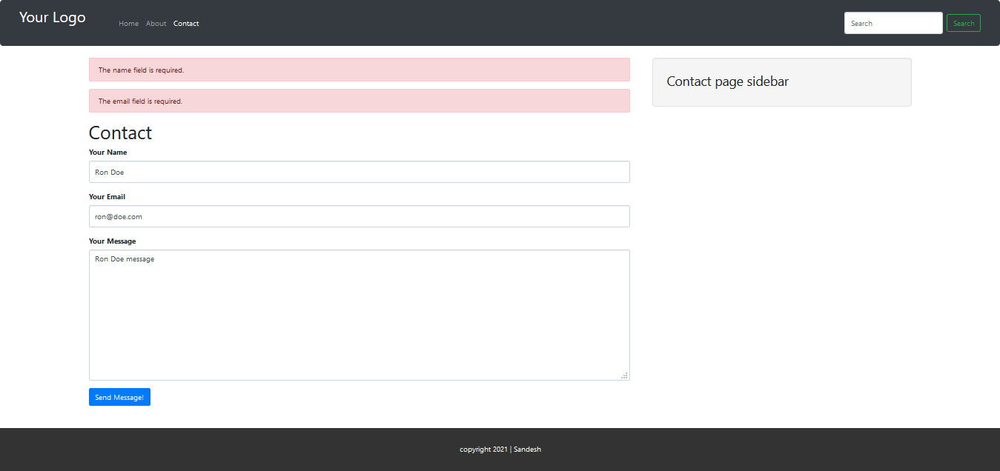 Your Logo
Home About Contact
Search Search
The name field is required.
The email field is required.
Contact
Your Name
Ron Doe
Your Email
ron@doe.com
Your Message
Ron Doe message
Send Message!
Contact page sidebar
copyright 2021 | Sandesh